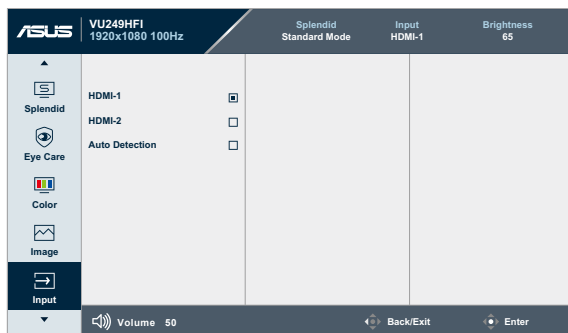 ASUS
VU249HFI
1920x1080 100Hz
Splendid
Standard Mode
Input
HDMI-1
Brightness
65
Splendid
Eye Care
Color
Image
Input
HDMI-1
HDMI-2
Auto Detection
Volume 50
Back/Exit
Enter